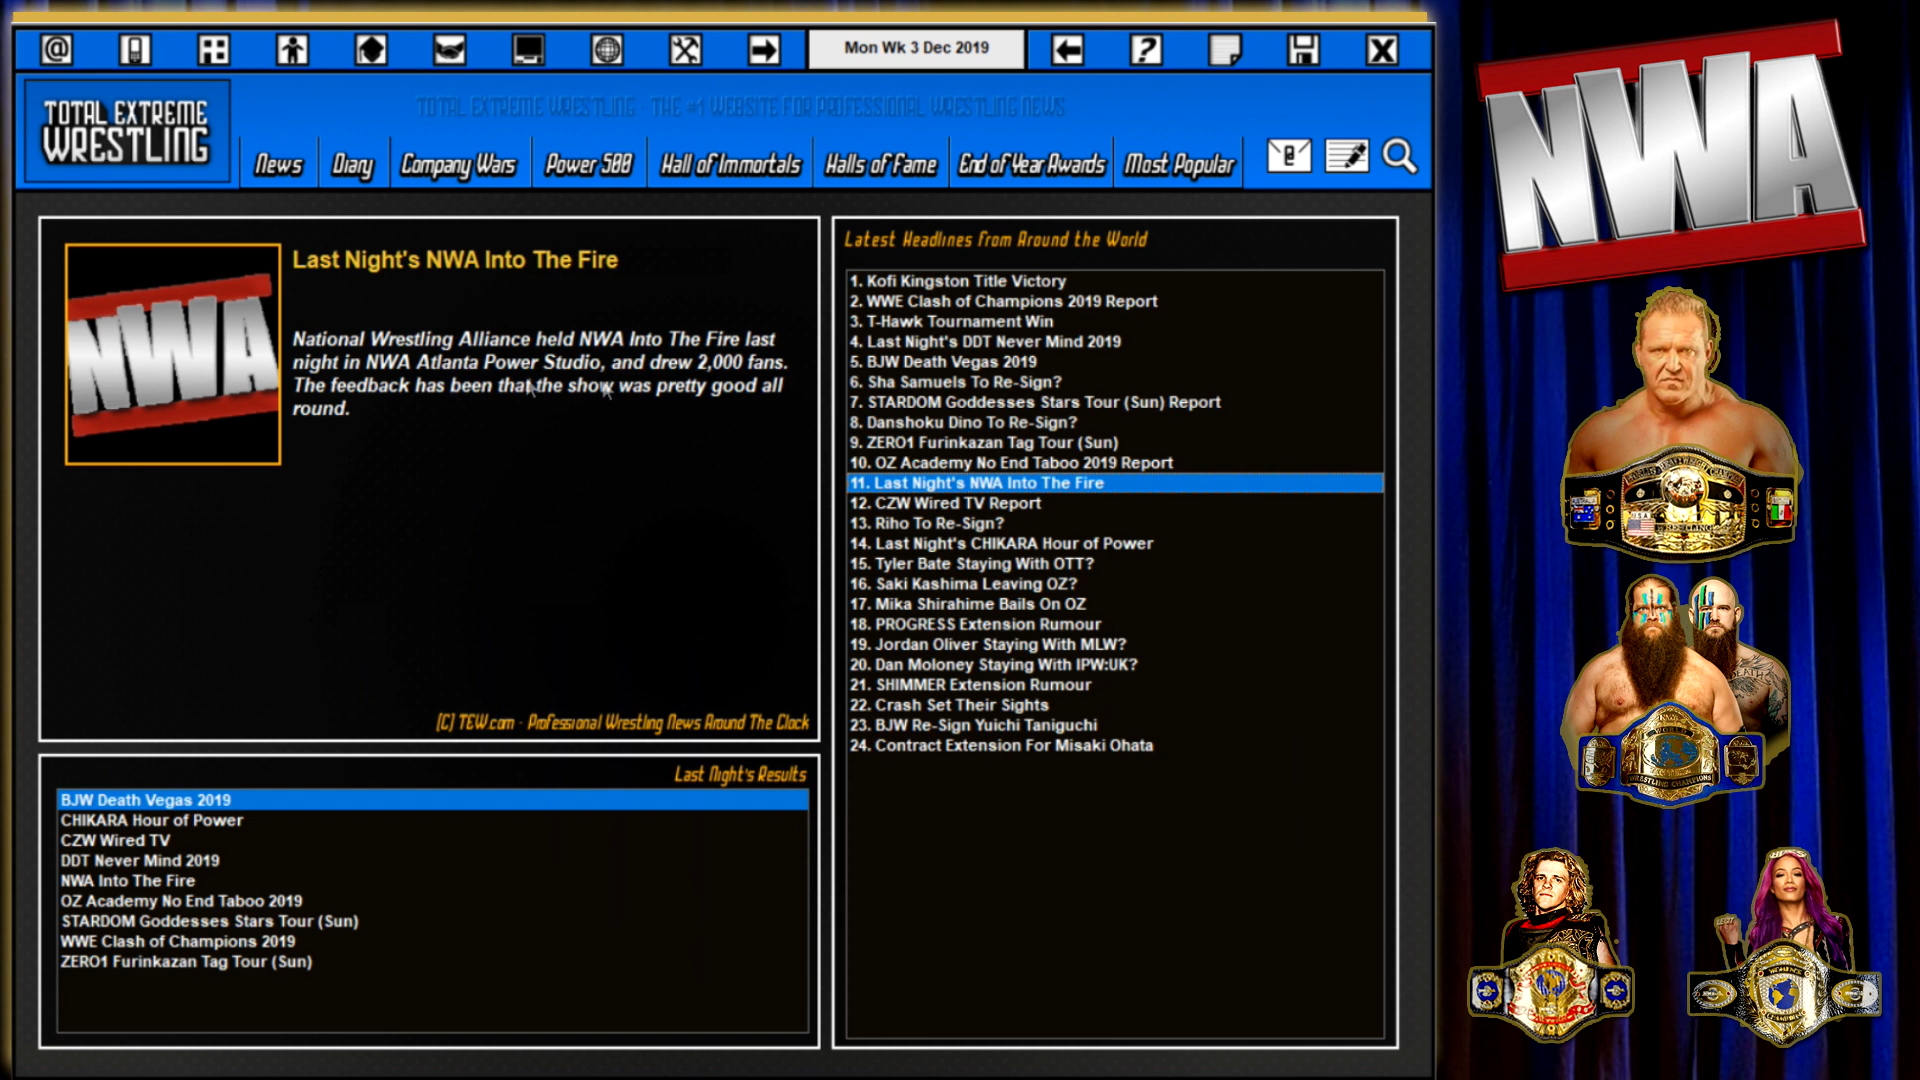 Mon Wk 3 Dec 2019
TOTAL EXTREME WRESTLING - THE #1 WEBSITE FOR PROFESSIONAL WRESTLING NEWS
TOTAL EXTREME
WRESTLING
News
Diary
Company Wars
Power 500
Hall of Immortals
Halls of Fame
End of Year Awards
Most Popular
Last Night's NWA Into The Fire
NWA
National Wrestling Alliance held NWA Into The Fire last
night in NWA Atlanta Power Studio, and drew 2,000 fans.
The feedback has been that the show was pretty good all
round.
(C) TEW.com - Professional Wrestling News Around The Clock
Last Night's Results
BJW Death Vegas 2019
CHIKARA Hour of Power
CZW Wired TV
DDT Never Mind 2019
NWA Into The Fire
OZ Academy No End Taboo 2019
STARDOM Goddesses Stars Tour (Sun)
WWE Clash of Champions 2019
ZERO1 Furinkazan Tag Tour (Sun)
Latest Headlines From Around the World
1. Kofi Kingston Title Victory
2. WWE Clash of Champions 2019 Report
3. T-Hawk Tournament Win
4. Last Night's DDT Never Mind 2019
5. BJW Death Vegas 2019
6. Sha Samuels To Re-Sign?
7. STARDOM Goddesses Stars Tour (Sun) Report
8. Danshoku Dino To Re-Sign?
9. ZERO1 Furinkazan Tag Tour (Sun)
10. OZ Academy No End Taboo 2019 Report
11. Last Night's NWA Into The Fire
12. CZW Wired TV Report
13. Riho To Re-Sign?
14. Last Night's CHIKARA Hour of Power
15. Tyler Bate Staying With OTT?
16. Saki Kashima Leaving OZ?
17. Mika Shirahime Bails On OZ
18. PROGRESS Extension Rumour
19. Jordan Oliver Staying With MLW?
20. Dan Moloney Staying With IPW:UK?
21. SHIMMER Extension Rumour
22. Crash Set Their Sights
23. BJW Re-Sign Yuichi Taniguchi
24. Contract Extension For Misaki Ohata
NWA
USA
WRESTLING
WORLD
WRESTLING CHAMPIONS